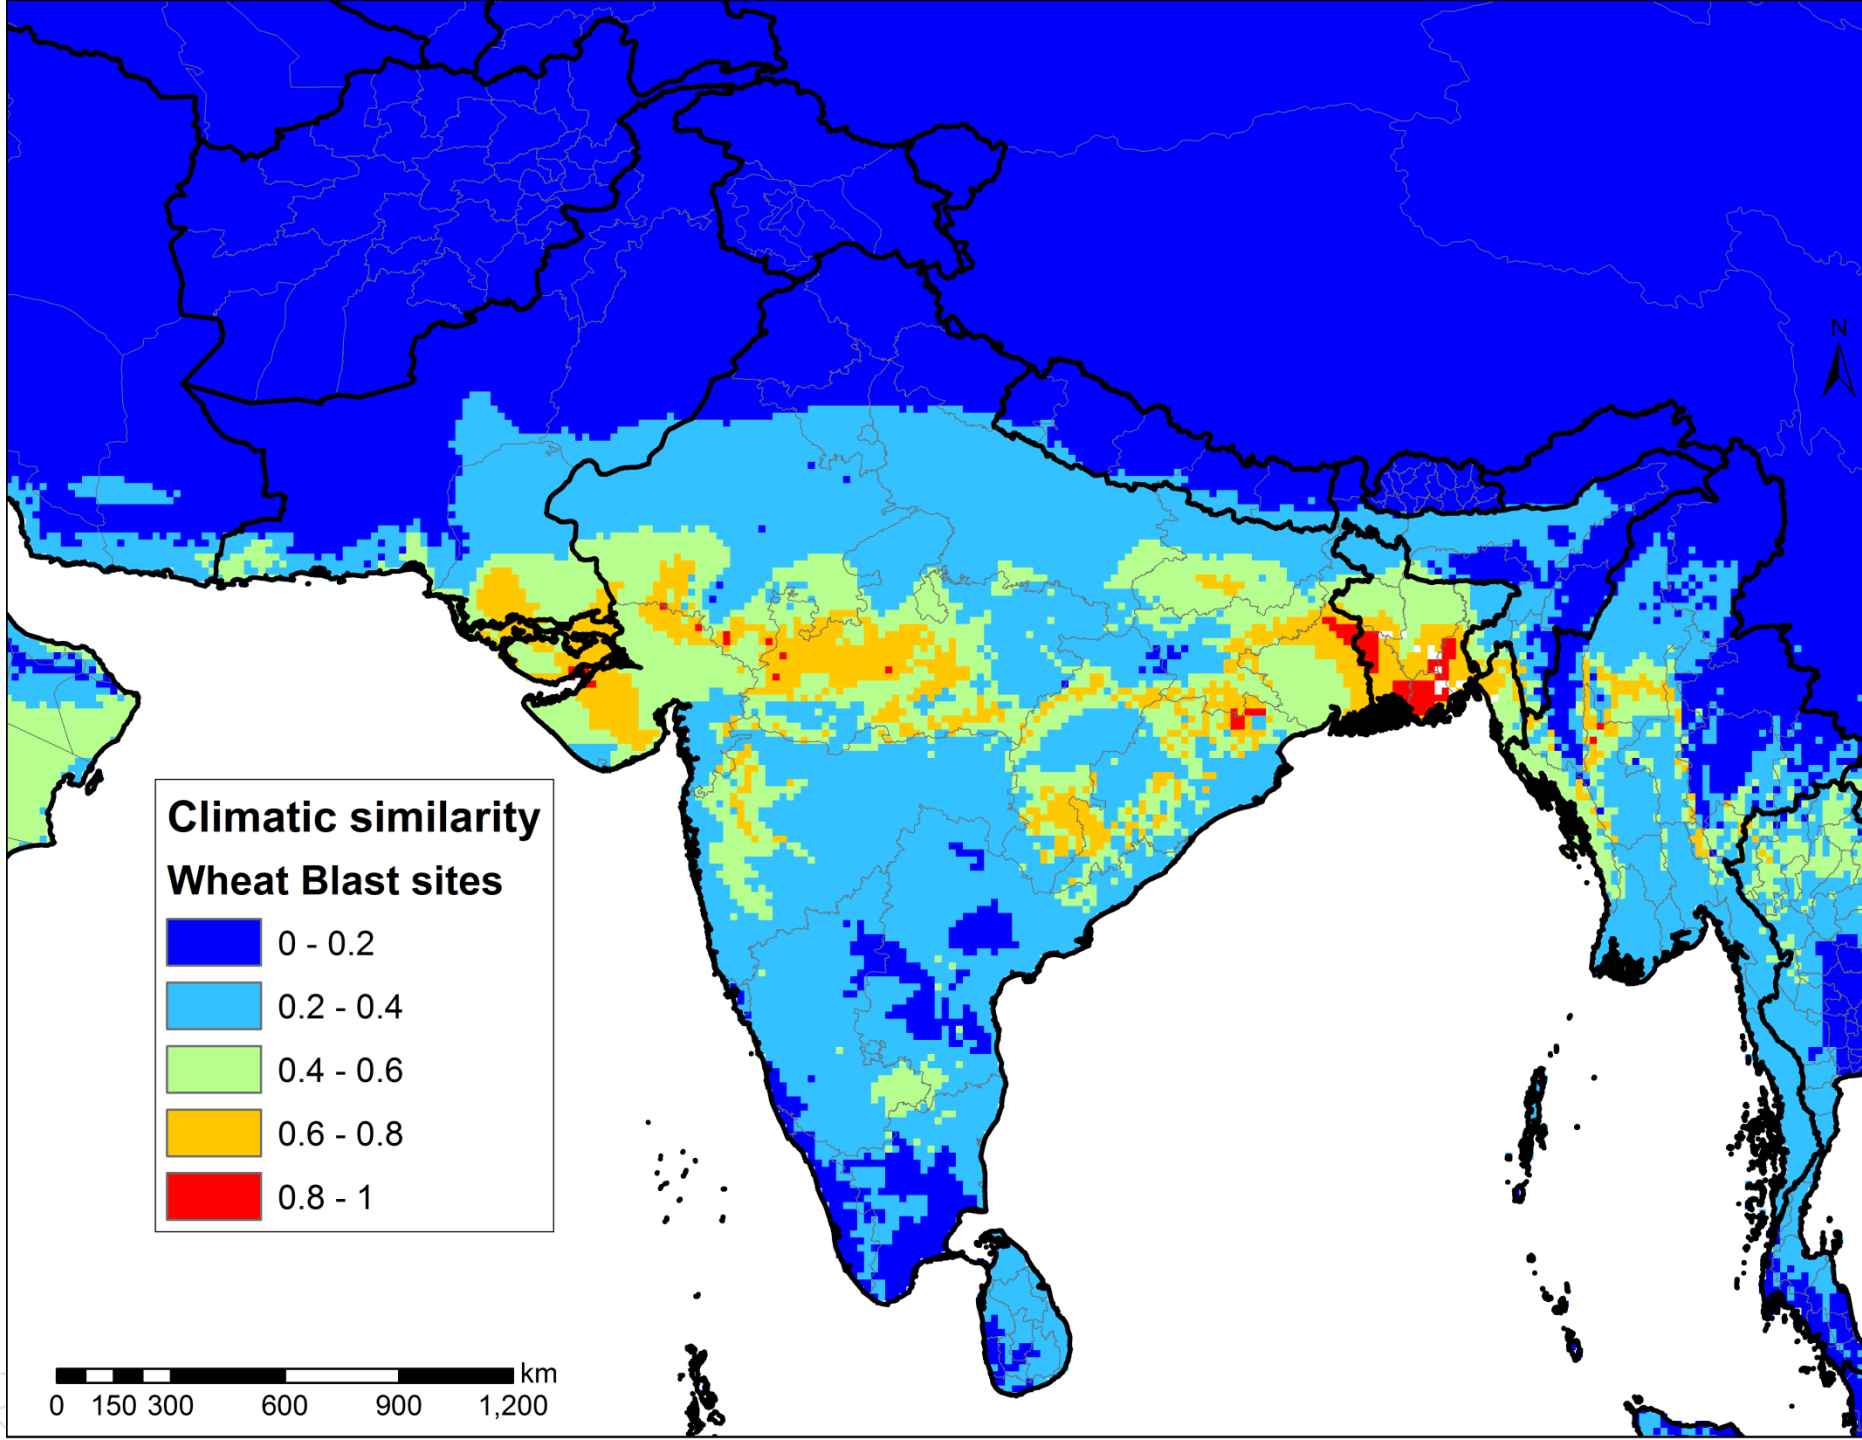 N
Climatic similarity
Wheat Blast sites
0 - 0.2
0.2 - 0.4
0.4 - 0.6
0.6 - 0.8
0.8 - 1
km
0 150 300 600 900 1,200